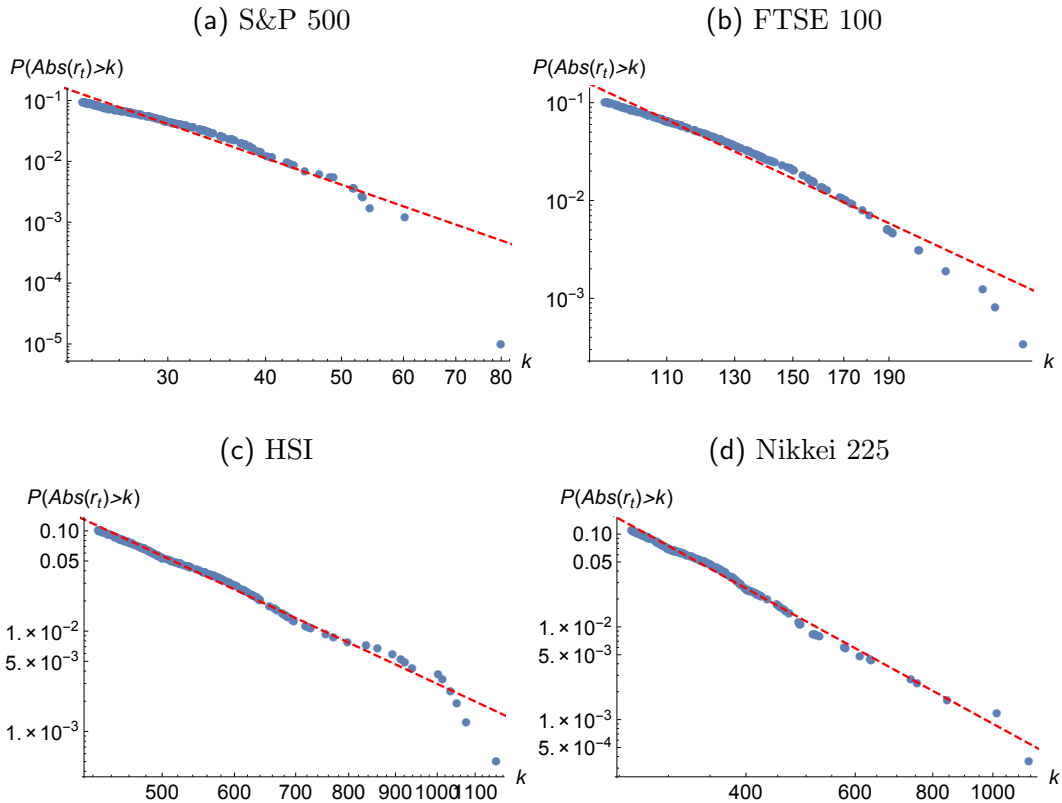 (a) S&P 500
P(Abs(r_t)>k)
10^-1
10^-2
10^-3
10^-4
10^-5
30 40 50 60 70 80
k
(b) FTSE 100
P(Abs(r_t)>k)
10^-1
10^-2
10^-3
110 130 150 170 190
k
(c) HSI
P(Abs(r_t)>k)
0.10
0.05
1.×10^-2
5.×10^-3
1.×10^-3
500 600 700 800 900 1000 1100
k
(d) Nikkei 225
P(Abs(r_t)>k)
0.10
0.05
1.×10^-2
5.×10^-3
1.×10^-3
5.×10^-4
400 600 1000
k